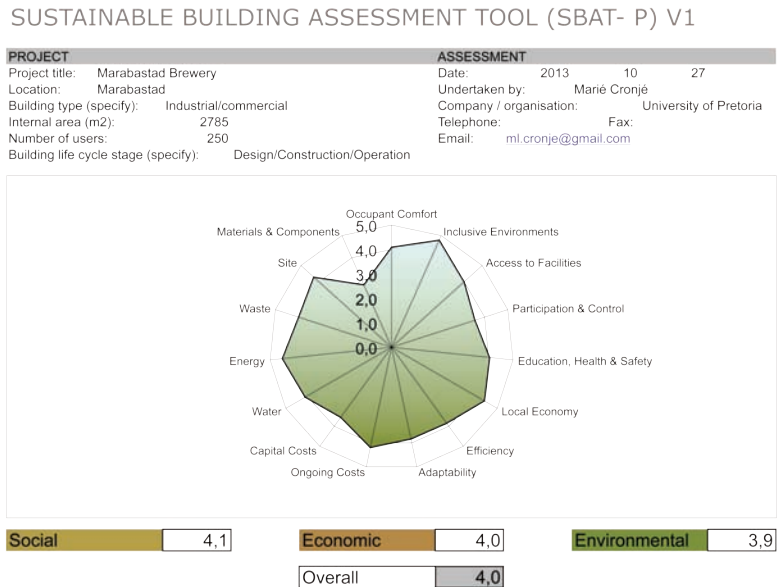 SUSTAINABLE BUILDING ASSESSMENT TOOL (SBAT- P) V1
PROJECT
Project title: Marabastad Brewery
Location: Marabastad
Building type (specify): Industrial/commercial
Internal area (m2): 2785
Number of users: 250
Building life cycle stage (specify): Design/Construction/Operation
ASSESSMENT
Date: 2013 10 27
Undertaken by: Marié Cronjé
Company / organisation: University of Pretoria
Telephone: Fax:
Email: ml.cronje@gmail.com
Occupant Comfort
Inclusive Environments
Access to Facilities
Participation & Control
Education, Health & Safety
Local Economy
Efficiency
Adaptability
Ongoing Costs
Capital Costs
Water
Energy
Waste
Site
Materials & Components
5,0
4,0
3,0
2,0
1,0
0,0
Social 4,1
Economic 4,0
Environmental 3,9
Overall 4,0